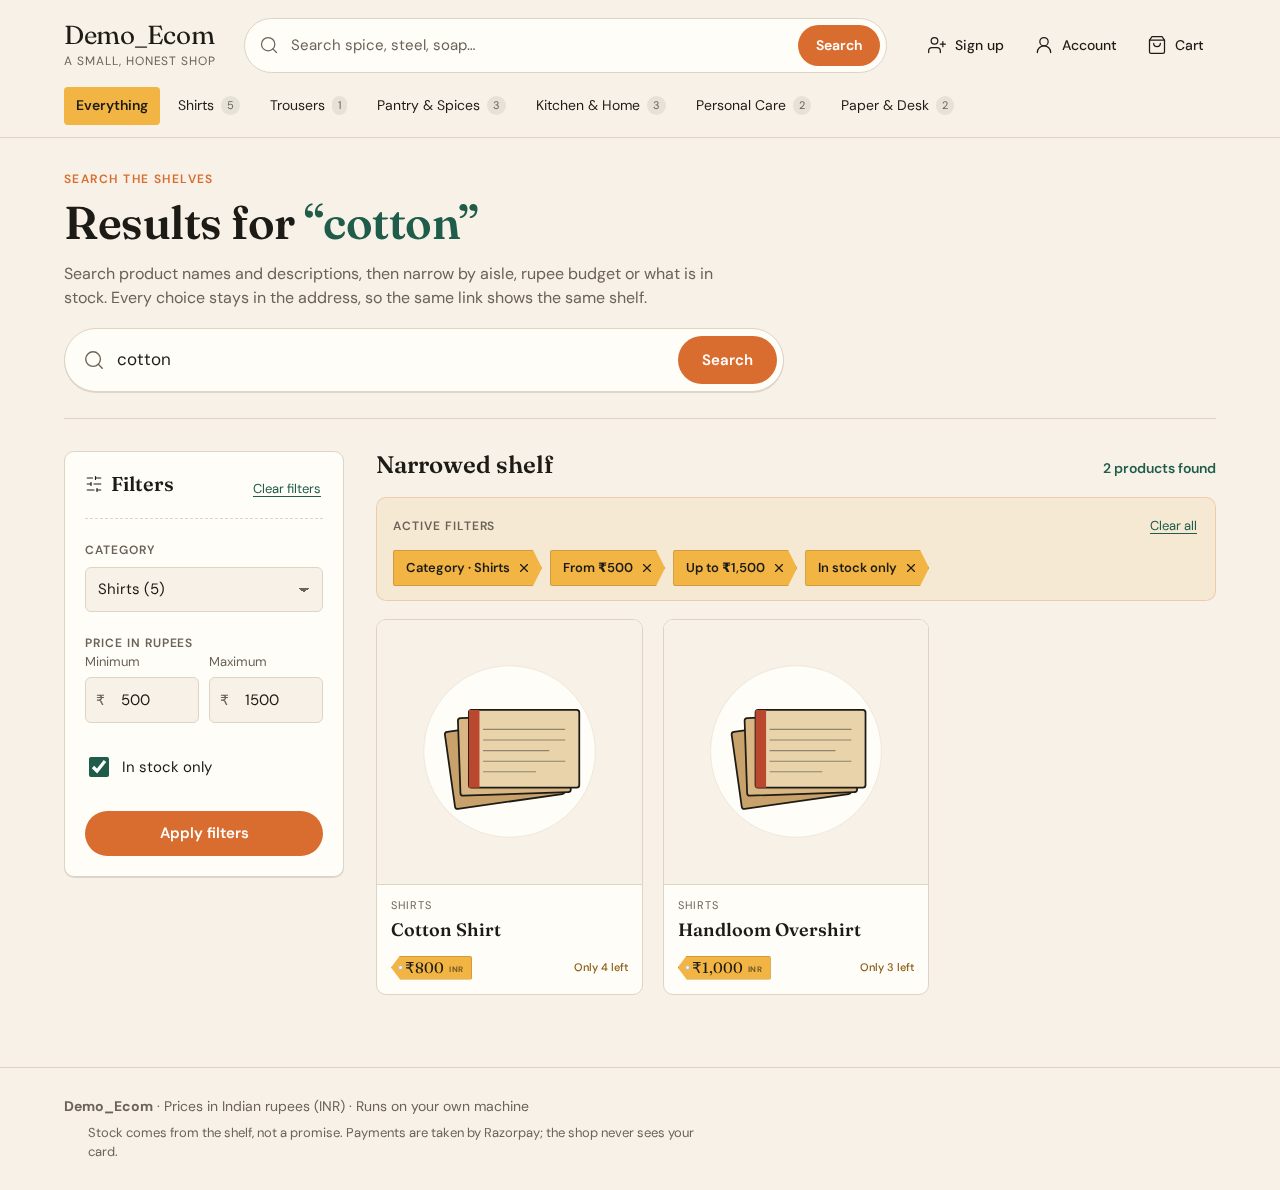 Demo_Ecom
A SMALL, HONEST SHOP
Search spice, steel, soap...
Search
Sign up
Account
Cart
Everything
Shirts 5
Trousers 1
Pantry & Spices 3
Kitchen & Home 3
Personal Care 2
Paper & Desk 2
SEARCH THE SHELVES
Results for “cotton”
Search product names and descriptions, then narrow by aisle, rupee budget or what is in
stock. Every choice stays in the address, so the same link shows the same shelf.
cotton
Search
Filters
Clear filters
CATEGORY
Shirts (5)
PRICE IN RUPEES
Minimum
Maximum
₹ 500
₹ 1500
In stock only
Apply filters
Narrowed shelf
2 products found
ACTIVE FILTERS
Clear all
Category · Shirts ×
From ₹500 ×
Up to ₹1,500 ×
In stock only ×
SHIRTS
Cotton Shirt
₹800 INR
Only 4 left
SHIRTS
Handloom Overshirt
₹1,000 INR
Only 3 left
Demo_Ecom · Prices in Indian rupees (INR) · Runs on your own machine
Stock comes from the shelf, not a promise. Payments are taken by Razorpay; the shop never sees your
card.